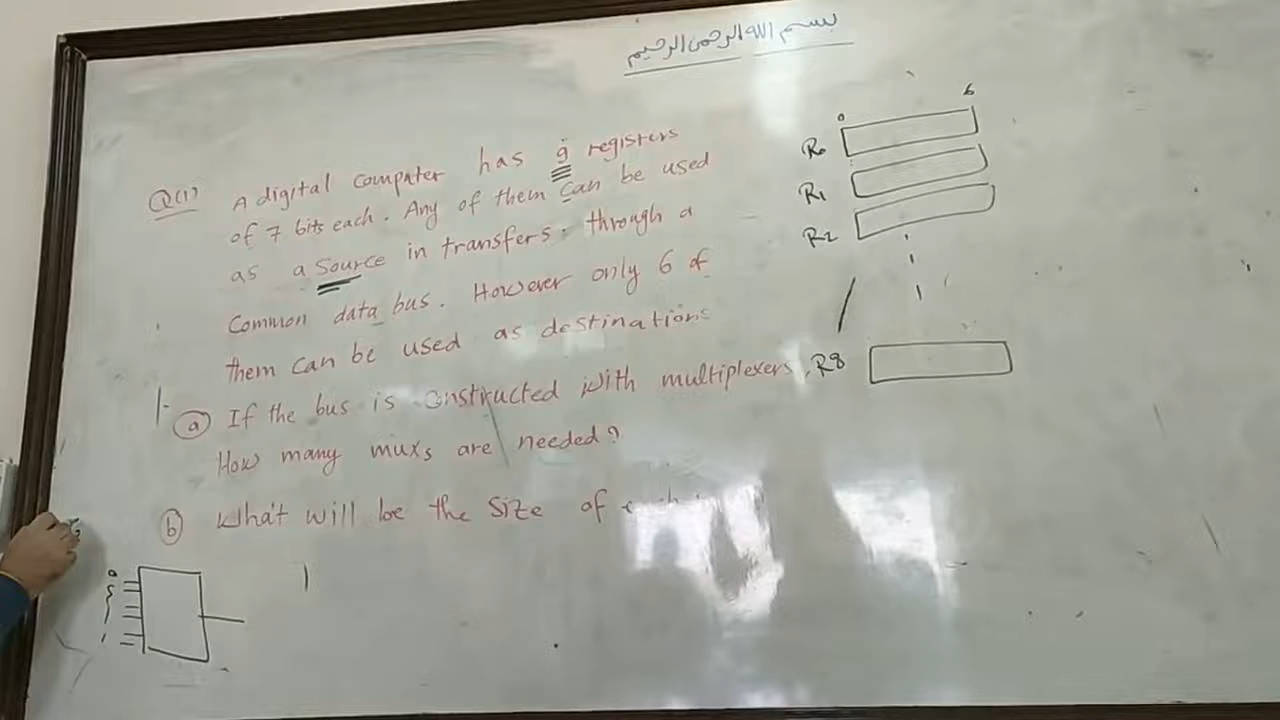 بسم الله الرحمن الرحيم
Q(1) A digital computer has 9 registers
of 7 bits each. Any of them can be used
as a Source in transfers. through a
Common data bus. However only 6 of
them can be used as destinations
a If the bus is constructed with multiplexers.
How many muxs are needed?
b What will be the size of
0 6
R0
R1
R2
R8
0